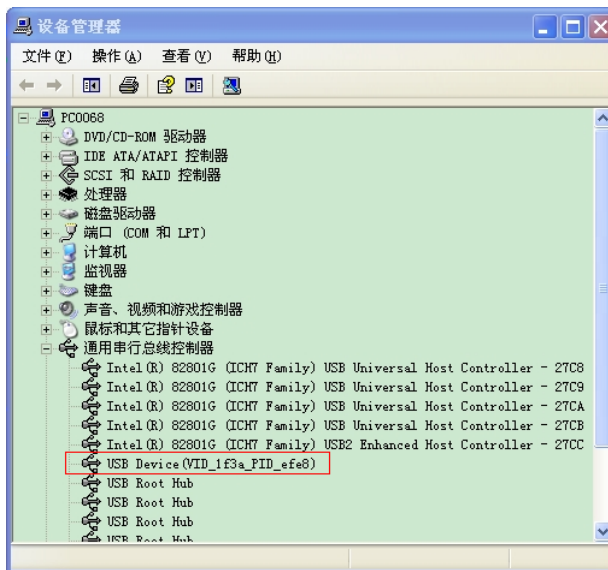 设备管理器
文件(F) 操作(A) 查看(V) 帮助(H)
PC0068
DVD/CD-ROM 驱动器
IDE ATA/ATAPI 控制器
SCSI 和 RAID 控制器
处理器
磁盘驱动器
端口 (COM 和 LPT)
计算机
监视器
键盘
声音、视频和游戏控制器
鼠标和其它指针设备
通用串行总线控制器
Intel(R) 82801G (ICH7 Family) USB Universal Host Controller - 27C8
Intel(R) 82801G (ICH7 Family) USB Universal Host Controller - 27C9
Intel(R) 82801G (ICH7 Family) USB Universal Host Controller - 27CA
Intel(R) 82801G (ICH7 Family) USB Universal Host Controller - 27CB
Intel(R) 82801G (ICH7 Family) USB2 Enhanced Host Controller - 27CC
USB Device(VID_1f3a_PID_efe8)
USB Root Hub
USB Root Hub
USB Root Hub
USB Root Hub